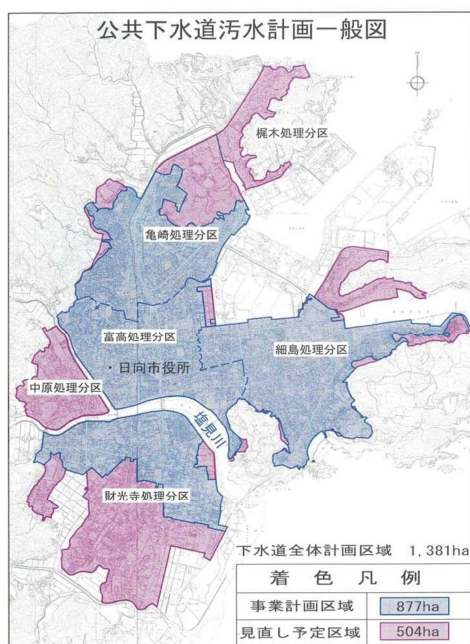 公共下水道汚水計画一般図
梶木処理分区
亀崎処理分区
富高処理分区
細島処理分区
・日向市役所
中原処理分区
塩見川
財光寺処理分区
下水道全体計画区域 1,381ha
着色凡例
事業計画区域 877ha
見直し予定区域 504ha